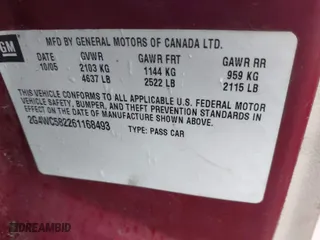 GM
MFD BY GENERAL MOTORS OF CANADA LTD.
DATE GVWR GAWR FRT GAWR RR
10/05 2103 KG 1144 KG 959 KG
4637 LB 2522 LB 2115 LB
THIS VEHICLE CONFORMS TO ALL APPLICABLE U.S. FEDERAL MOTOR
VEHICLE SAFETY, BUMPER, AND THEFT PREVENTION STANDARDS IN
EFFECT ON THE DATE OF MANUFACTURE SHOWN ABOVE.
2G4WC582261168493 TYPE: PASS CAR
DREAMBID